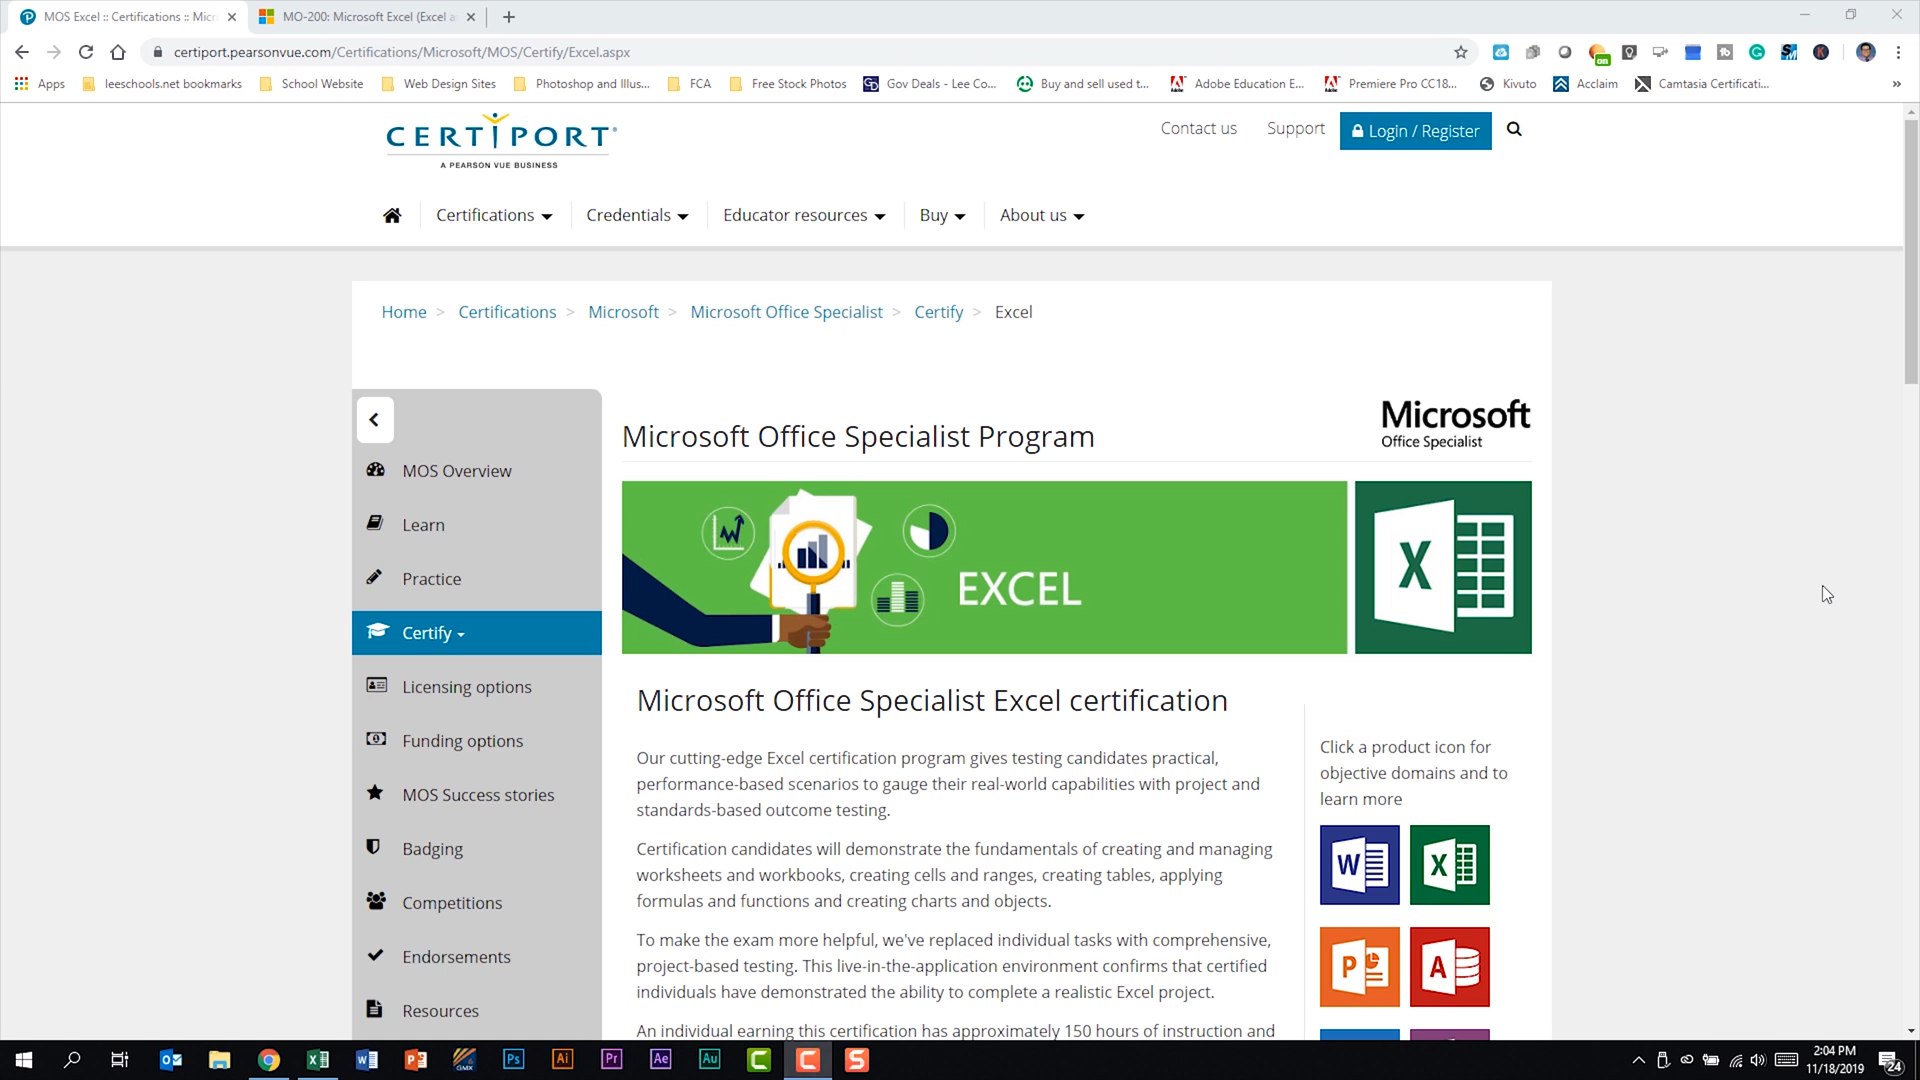 MOS Excel :: Certifications :: Micr
MO-200: Microsoft Excel (Excel a
certiport.pearsonvue.com/Certifications/Microsoft/MOS/Certify/Excel.aspx
on
Apps
leeschools.net bookmarks
School Website
Web Design Sites
Photoshop and Illus...
FCA
Free Stock Photos
Gov Deals - Lee Co...
Buy and sell used t...
Adobe Education E...
Premiere Pro CC18...
Kivuto
Acclaim
Camtasia Certificati...
»
CERTIPORT
A PEARSON VUE BUSINESS
Contact us
Support
Login / Register
Certifications
Credentials
Educator resources
Buy
About us
Home > Certifications > Microsoft > Microsoft Office Specialist > Certify > Excel
MOS Overview
Learn
Practice
Certify
Licensing options
Funding options
MOS Success stories
Badging
Competitions
Endorsements
Resources
Microsoft Office Specialist Program
Microsoft
Office Specialist
EXCEL
X
Microsoft Office Specialist Excel certification
Our cutting-edge Excel certification program gives testing candidates practical,
performance-based scenarios to gauge their real-world capabilities with project and
standards-based outcome testing.
Certification candidates will demonstrate the fundamentals of creating and managing
worksheets and workbooks, creating cells and ranges, creating tables, applying
formulas and functions and creating charts and objects.
To make the exam more helpful, we've replaced individual tasks with comprehensive,
project-based testing. This live-in-the-application environment confirms that certified
individuals have demonstrated the ability to complete a realistic Excel project.
An individual earning this certification has approximately 150 hours of instruction and
Click a product icon for
objective domains and to
learn more
W
X
P
A
Ps
Ai
Pr
Ae
Au
C
C
S
2:04 PM
11/18/2019
24